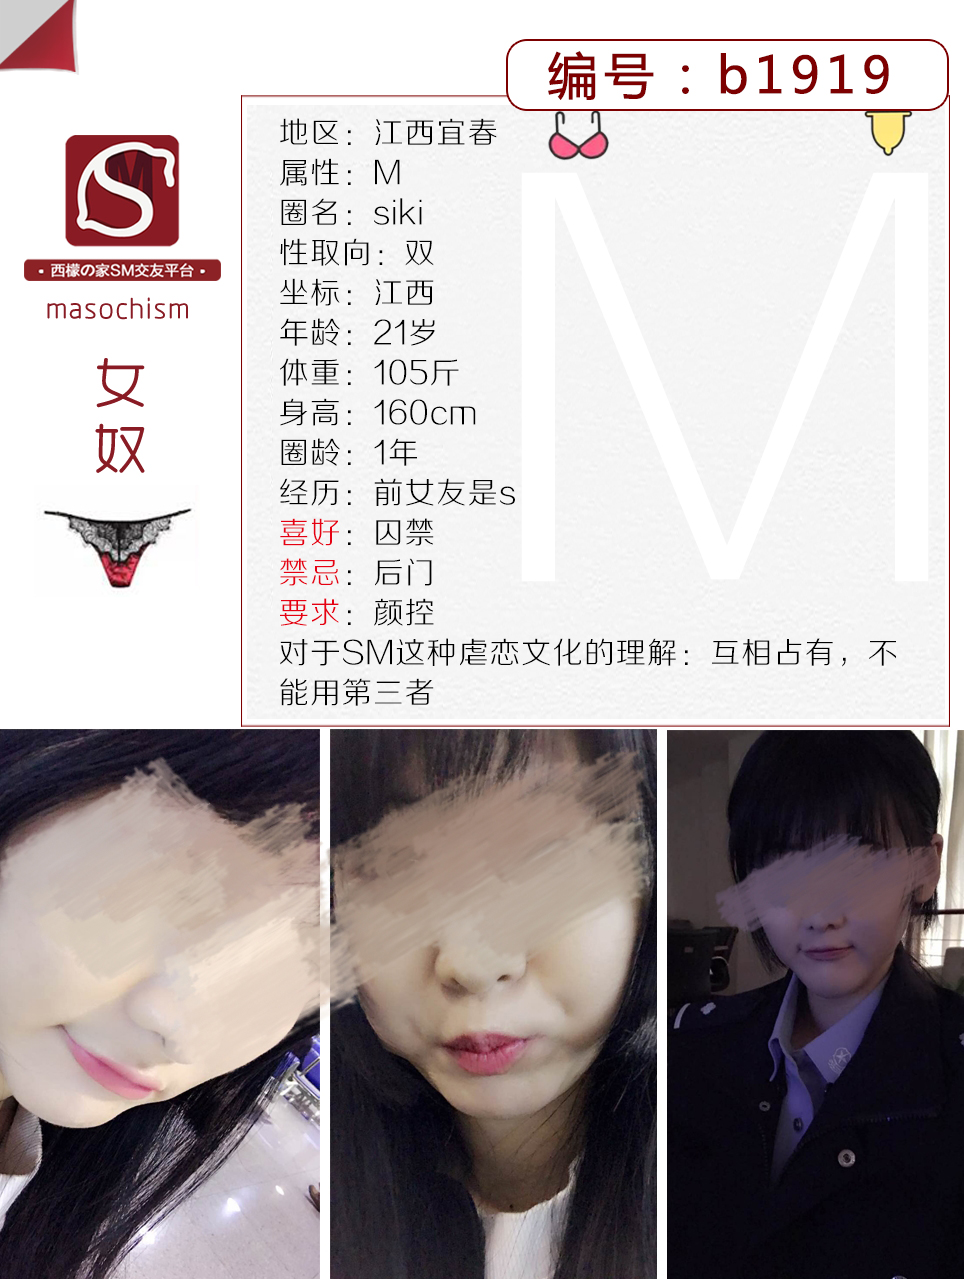 编号：b1919
地区：江西宜春
属性：M
圈名：siki
性取向：双
坐标：江西
年龄：21岁
体重：105斤
身高：160cm
圈龄：1年
经历：前女友是s
喜好：囚禁
禁忌：后门
要求：颜控
对于SM这种虐恋文化的理解：互相占有，不
能用第三者
M
SM
·西檬の家SM交友平台·
masochism
女
奴